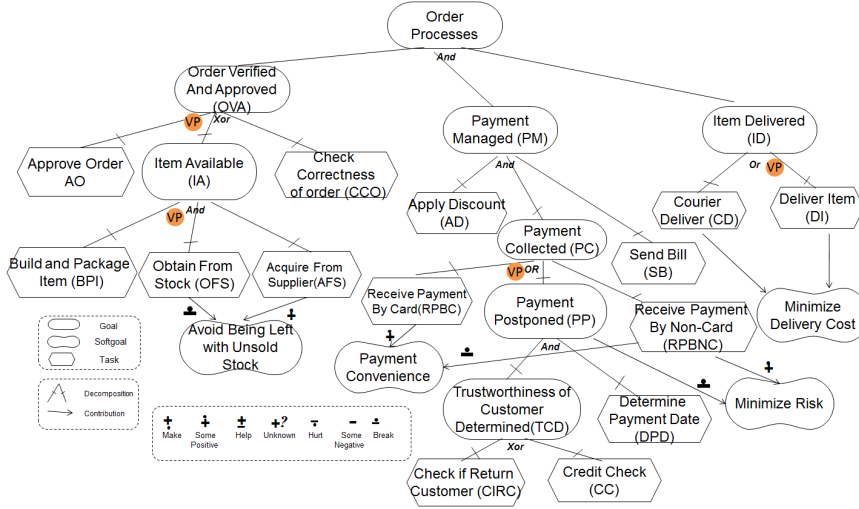 Order
Processes
And
Order Verified
And Approved
(OVA)
VP
Xor
Payment
Managed (PM)
And
Item Delivered
(ID)
Or
VP
Approve Order
AO
Item Available
(IA)
VP
And
Check
Correctness
of order (CCO)
Apply Discount
(AD)
Payment
Collected (PC)
VP
OR
Send Bill
(SB)
Courier
Deliver (CD)
Deliver Item
(DI)
Build and Package
Item (BPI)
Obtain From
Stock (OFS)
Acquire From
Supplier(AFS)
Receive Payment
By Card(RPBC)
Payment
Postponed (PP)
And
Receive Payment
By Non-Card
(RPBNC)
Minimize
Delivery Cost
Avoid Being Left
with Unsold
Stock
Payment
Convenience
Trustworthiness of
Customer
Determined(TCD)
Xor
Determine
Payment Date
(DPD)
Minimize Risk
Check if Return
Customer (CIRC)
Credit Check
(CC)
Goal
Softgoal
Task
Decomposition
Contribution
?
Make
Some
Positive
Help
Unknown
Hurt
Some
Negative
Break